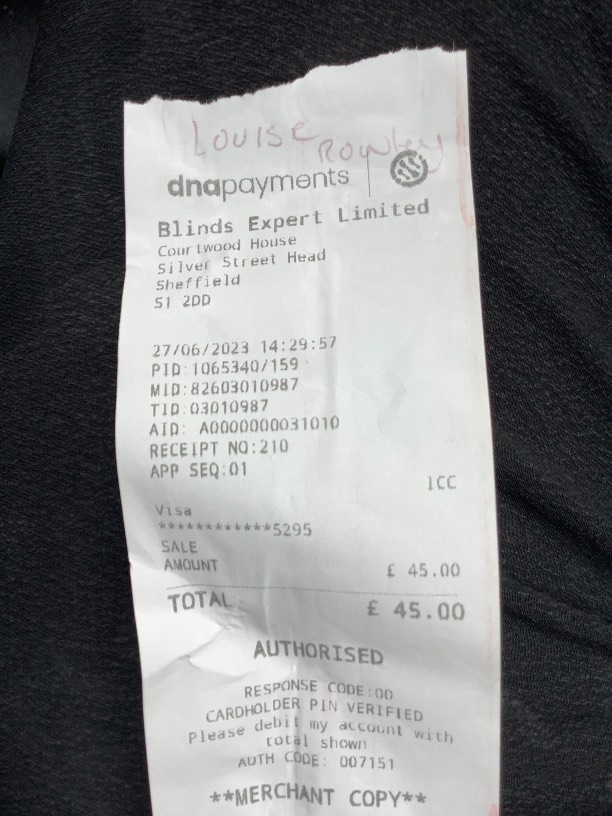 Louise Rowley
dnapayments
Blinds Expert Limited
Courtwood House
Silver Street Head
Sheffield
S1 2DD
27/06/2023 14:29:57
PID:1065340/159
MID:82603010987
TID:03010987
AID: A0000000031010
RECEIPT NO:210
APP SEQ:01
ICC
Visa
************5295
SALE
AMOUNT £ 45.00
TOTAL £ 45.00
AUTHORISED
RESPONSE CODE:00
CARDHOLDER PIN VERIFIED
Please debit my account with
total shown
AUTH CODE: 007151
**MERCHANT COPY**